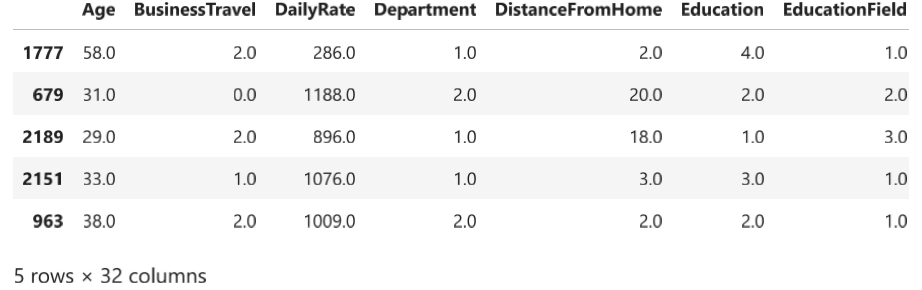 Age BusinessTravel DailyRate Department DistanceFromHome Education EducationField
1777 58.0 2.0 286.0 1.0 2.0 4.0 1.0
679 31.0 0.0 1188.0 2.0 20.0 2.0 2.0
2189 29.0 2.0 896.0 1.0 18.0 1.0 3.0
2151 33.0 1.0 1076.0 1.0 3.0 3.0 1.0
963 38.0 2.0 1009.0 2.0 2.0 2.0 1.0
5 rows × 32 columns